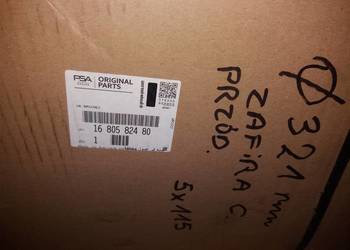 PSA
ORIGINAL
PARTS
16 805 824 80
1
Ø 321 mm
ZAFIRA C
PRZÓD.
5x115